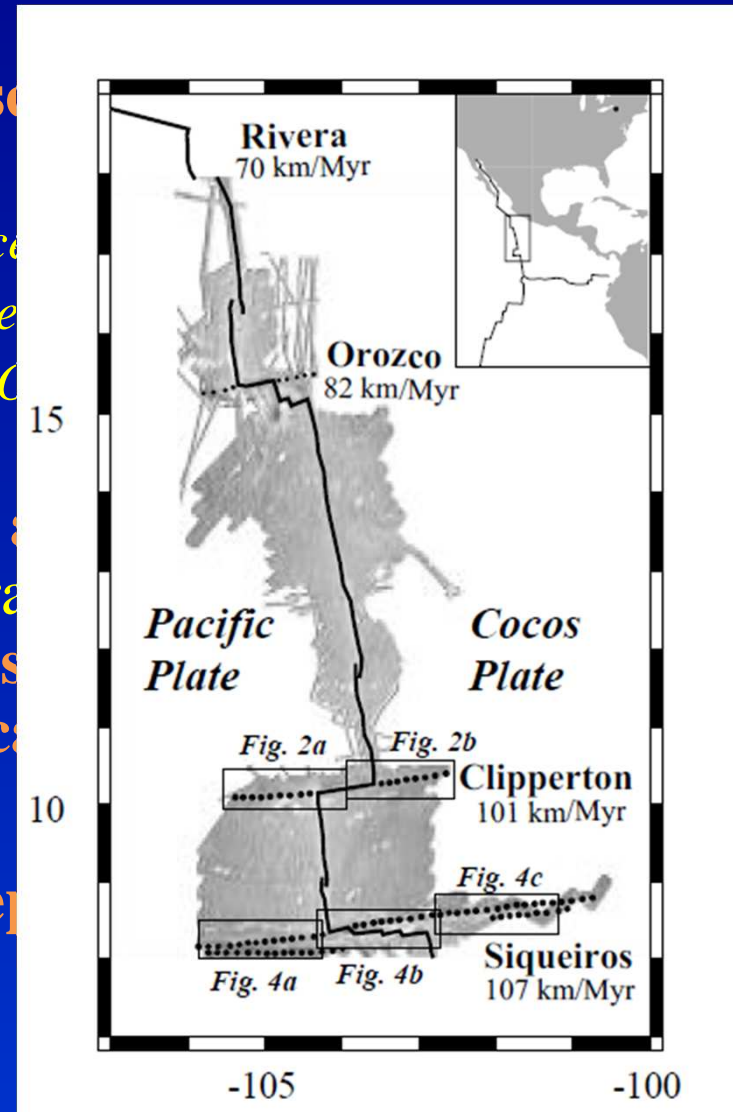 Rivera
70 km/Myr
Orozco
82 km/Myr
15
Pacific
Plate
Cocos
Plate
Fig. 2a
Fig. 2b
Clipperton
101 km/Myr
10
Fig. 4c
Fig. 4a
Fig. 4b
Siqueiros
107 km/Myr
-105
-100